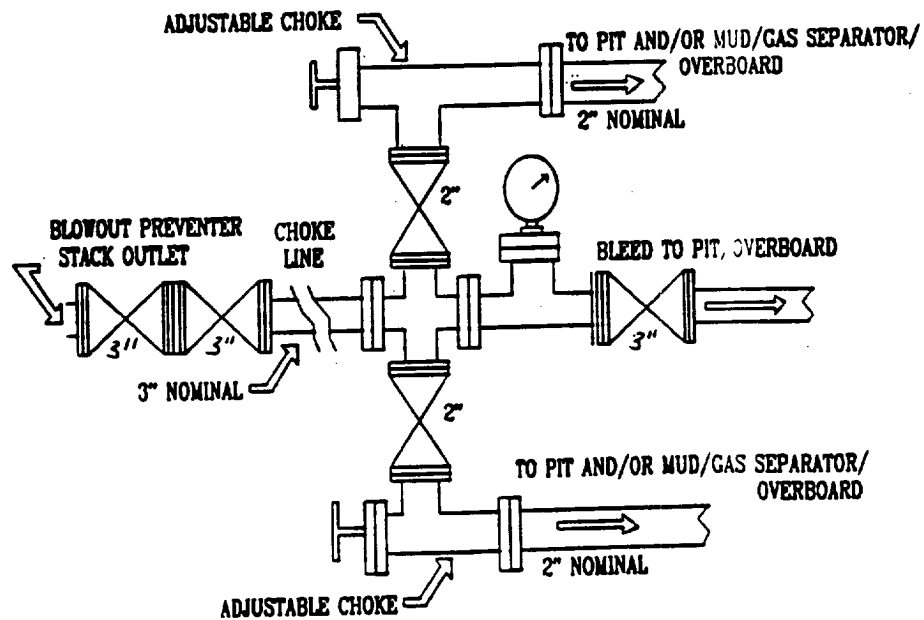 ADJUSTABLE CHOKE
TO PIT AND/OR MUD/GAS SEPARATOR/
OVERBOARD
2" NOMINAL
2"
BLOWOUT PREVENTER
STACK OUTLET
CHOKE
LINE
BLEED TO PIT, OVERBOARD
3"
3"
3"
3" NOMINAL
2"
TO PIT AND/OR MUD/GAS SEPARATOR/
OVERBOARD
2" NOMINAL
ADJUSTABLE CHOKE